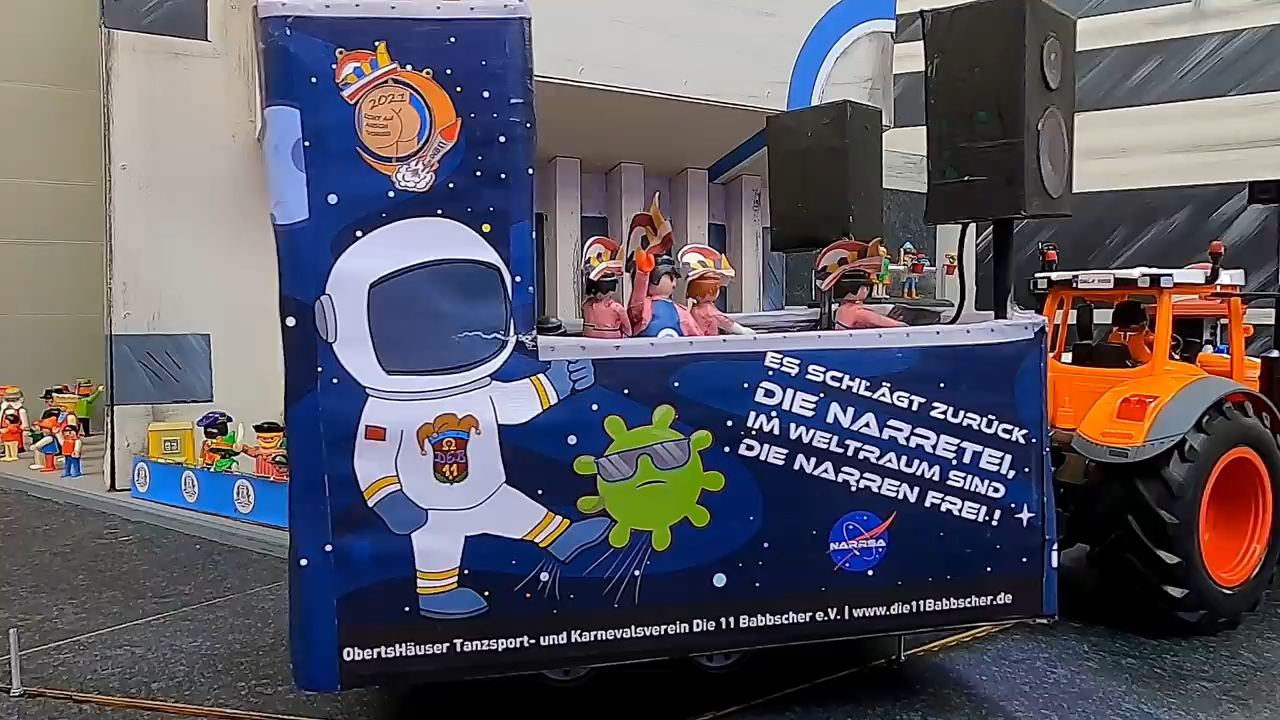 2021
ES SCHLÄGT ZURÜCK
DIE NARRETEI,
IM WELTRAUM SIND
DIE NARREN FREI.!
NARRSA
11
ObertsHäuser Tanzsport- und Karnevalsverein Die 11 Babbscher e.V. | www.die11Babbscher.de